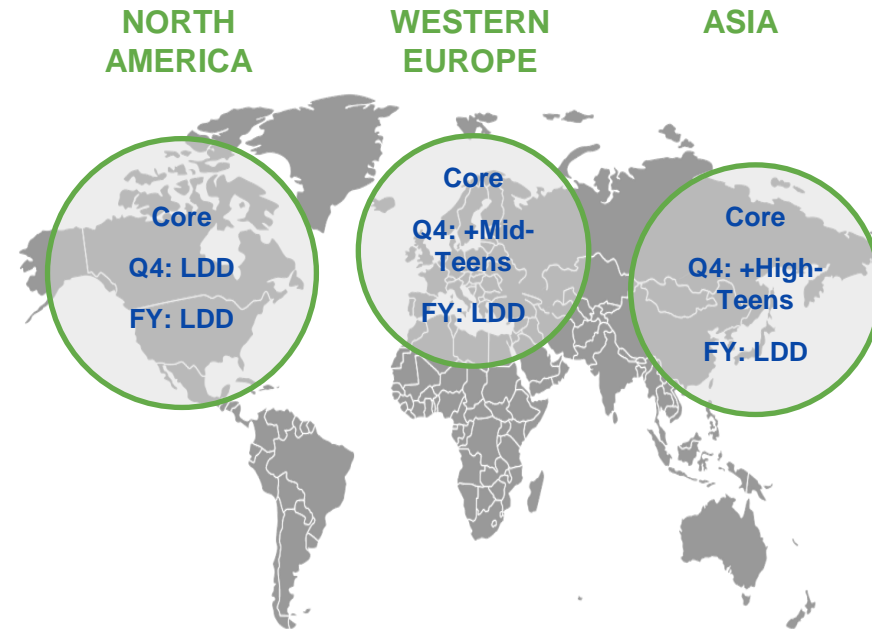 NORTH
AMERICA
WESTERN
EUROPE
ASIA
Core
Q4: LDD
FY: LDD
Core
Q4: +Mid-
Teens
FY: LDD
Core
Q4: +High-
Teens
FY: LDD